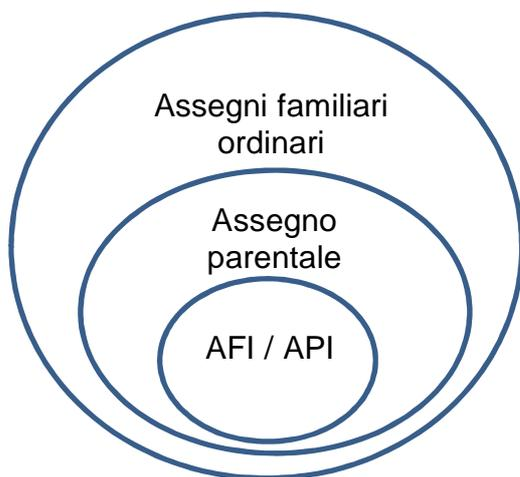 Assegni familiari
ordinari
Assegno
parentale
AFI / API